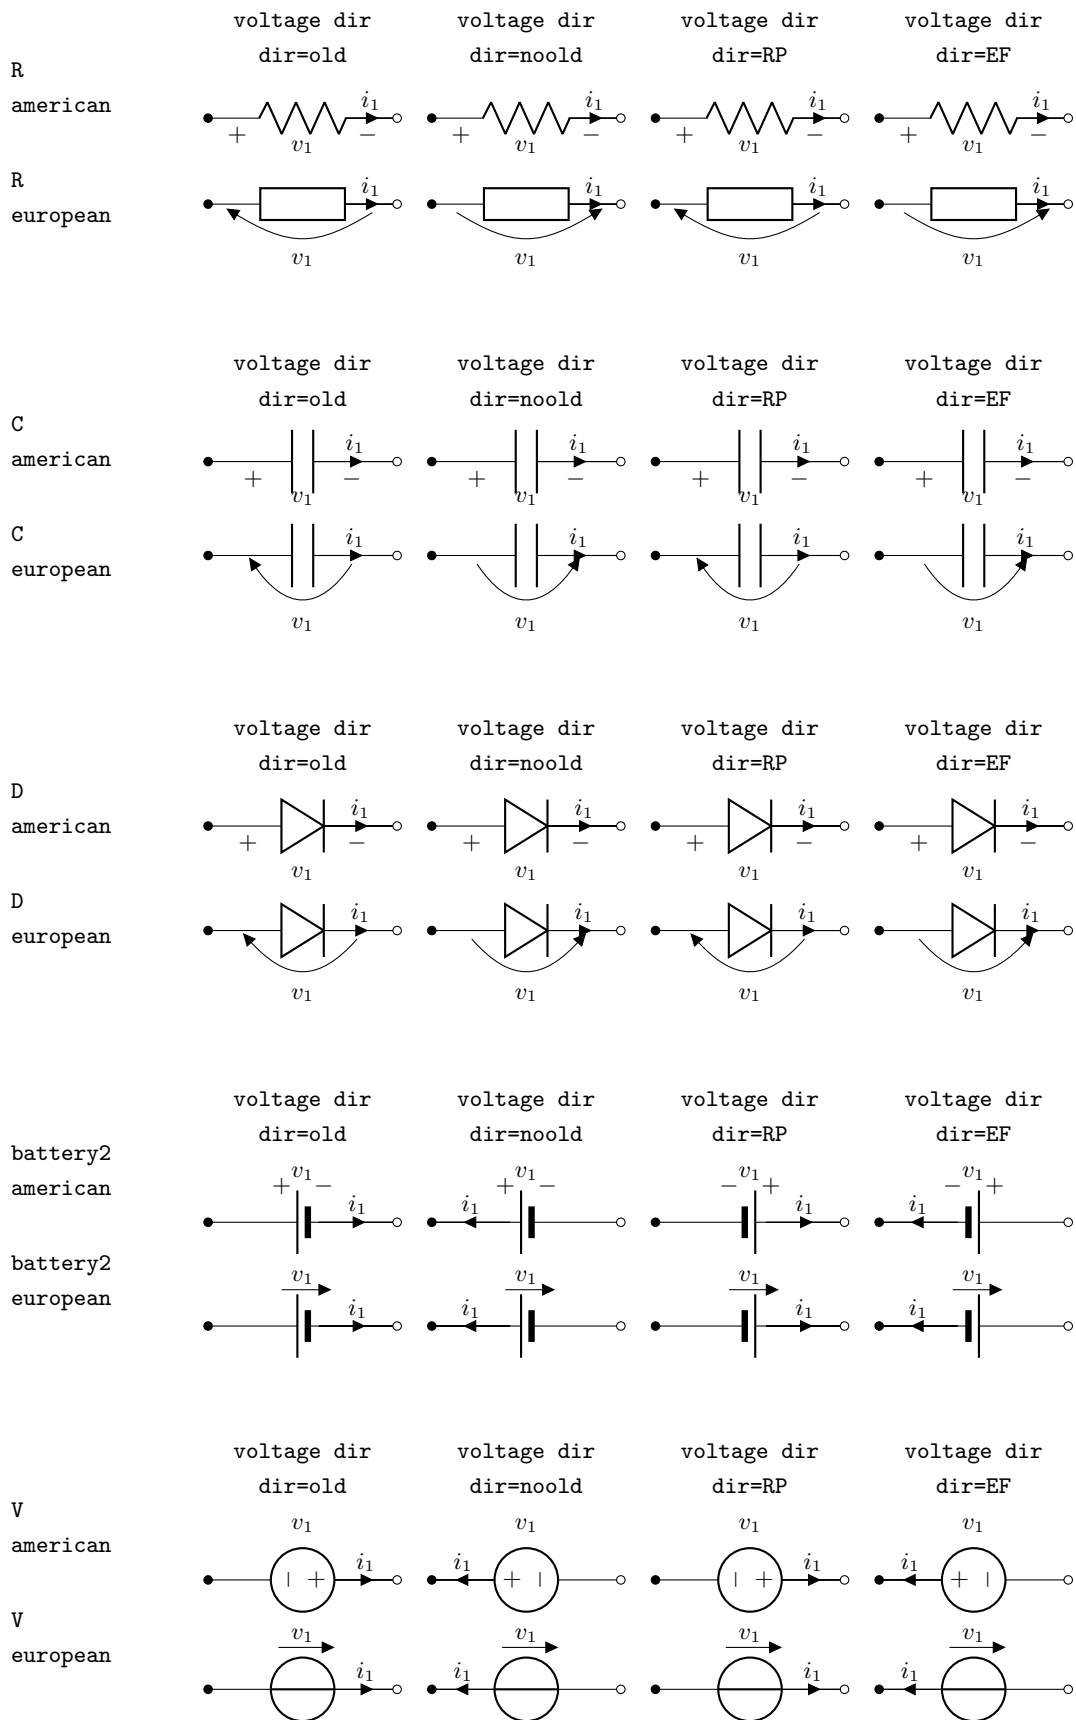 voltage dir voltage dir voltage dir voltage dir
dir=old dir=noold dir=RP dir=EF
R
american
i1 i1 i1 i1
+ v1 − + v1 − + v1 − + v1 −
R
european
i1 i1 i1 i1
v1 v1 v1 v1
voltage dir voltage dir voltage dir voltage dir
dir=old dir=noold dir=RP dir=EF
C
american
i1 i1 i1 i1
+ − + − + − + −
v1 v1 v1 v1
C
european
i1 i1 i1 i1
v1 v1 v1 v1
voltage dir voltage dir voltage dir voltage dir
dir=old dir=noold dir=RP dir=EF
D
american
i1 i1 i1 i1
+ − + − + − + −
v1 v1 v1 v1
D
european
i1 i1 i1 i1
v1 v1 v1 v1
voltage dir voltage dir voltage dir voltage dir
dir=old dir=noold dir=RP dir=EF
battery2
american
+ v1 − + v1 − − v1 + − v1 +
i1 i1 i1 i1
battery2
european
v1 v1 v1 v1
i1 i1 i1 i1
voltage dir voltage dir voltage dir voltage dir
dir=old dir=noold dir=RP dir=EF
V
american
v1 v1 v1 v1
− + i1 i1 + − − + i1 i1 + −
V
european
v1 v1 v1 v1
i1 i1 i1 i1